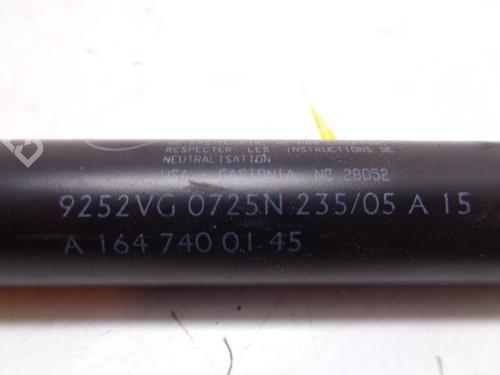 RESPECTER LES INSTRUCTIONS DE
NEUTRALISATION
USA GASTONIA NC 28052
9252VG 0725N 235/05 A 15
A 164 740 01 45